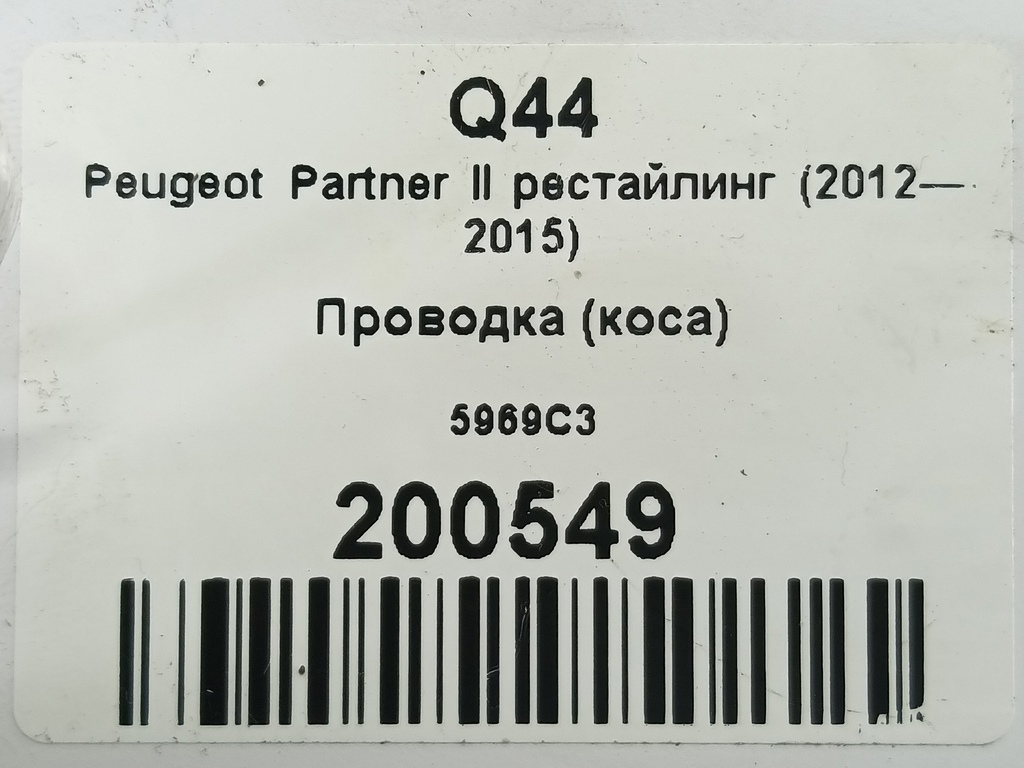 Q44
Peugeot Partner II рестайлинг (2012—
2015)
Проводка (коса)
5969C3
200549